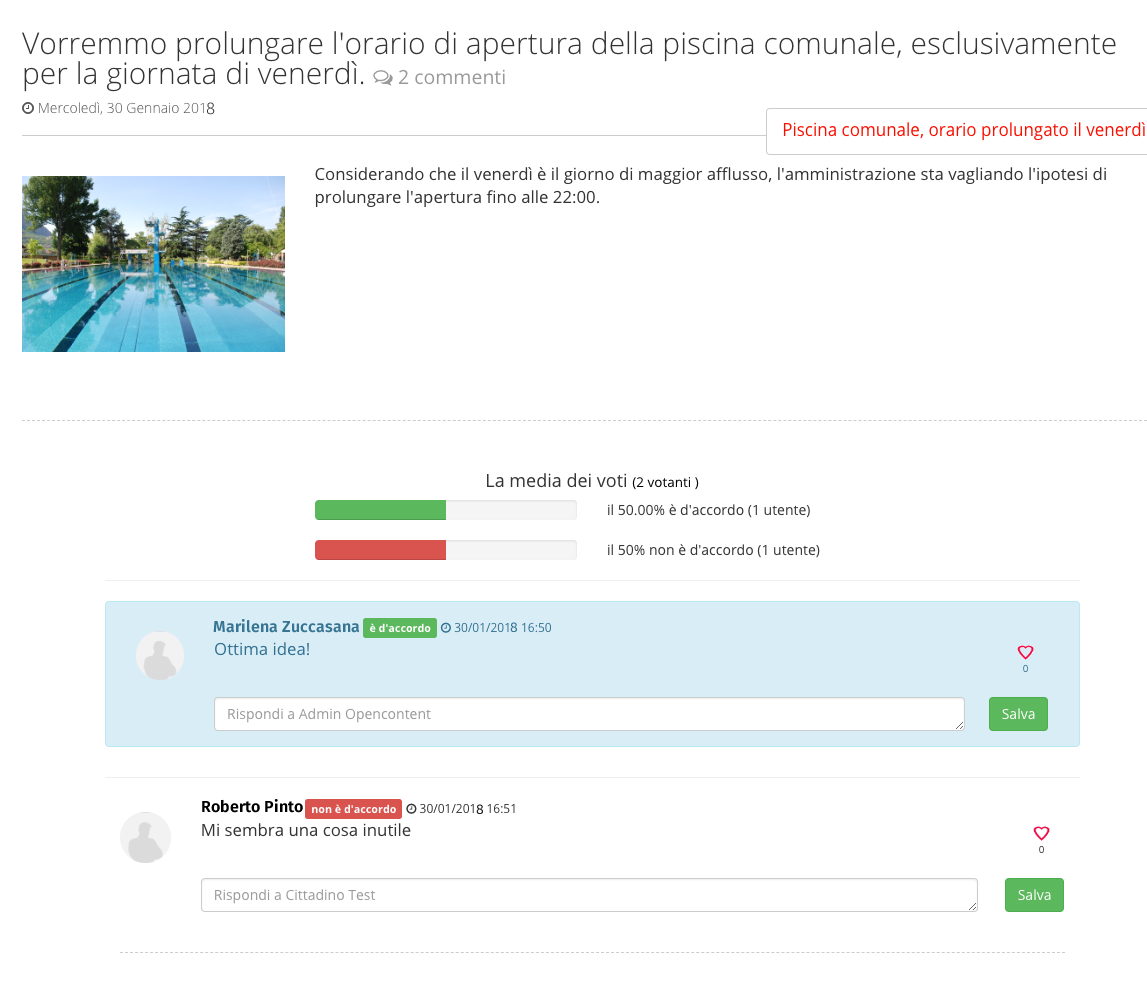 Vorremmo prolungare l'orario di apertura della piscina comunale, esclusivamente
per la giornata di venerdì. 2 commenti
Mercoledì, 30 Gennaio 2018
Piscina comunale, orario prolungato il venerdì
Considerando che il venerdì è il giorno di maggior afflusso, l'amministrazione sta vagliando l'ipotesi di
prolungare l'apertura fino alle 22:00.
La media dei voti (2 votanti )
il 50.00% è d'accordo (1 utente)
il 50% non è d'accordo (1 utente)
Marilena Zuccasana è d'accordo 30/01/2018 16:50
Ottima idea!
0
Rispondi a Admin Opencontent
Salva
Roberto Pinto non è d'accordo 30/01/2018 16:51
Mi sembra una cosa inutile
0
Rispondi a Cittadino Test
Salva